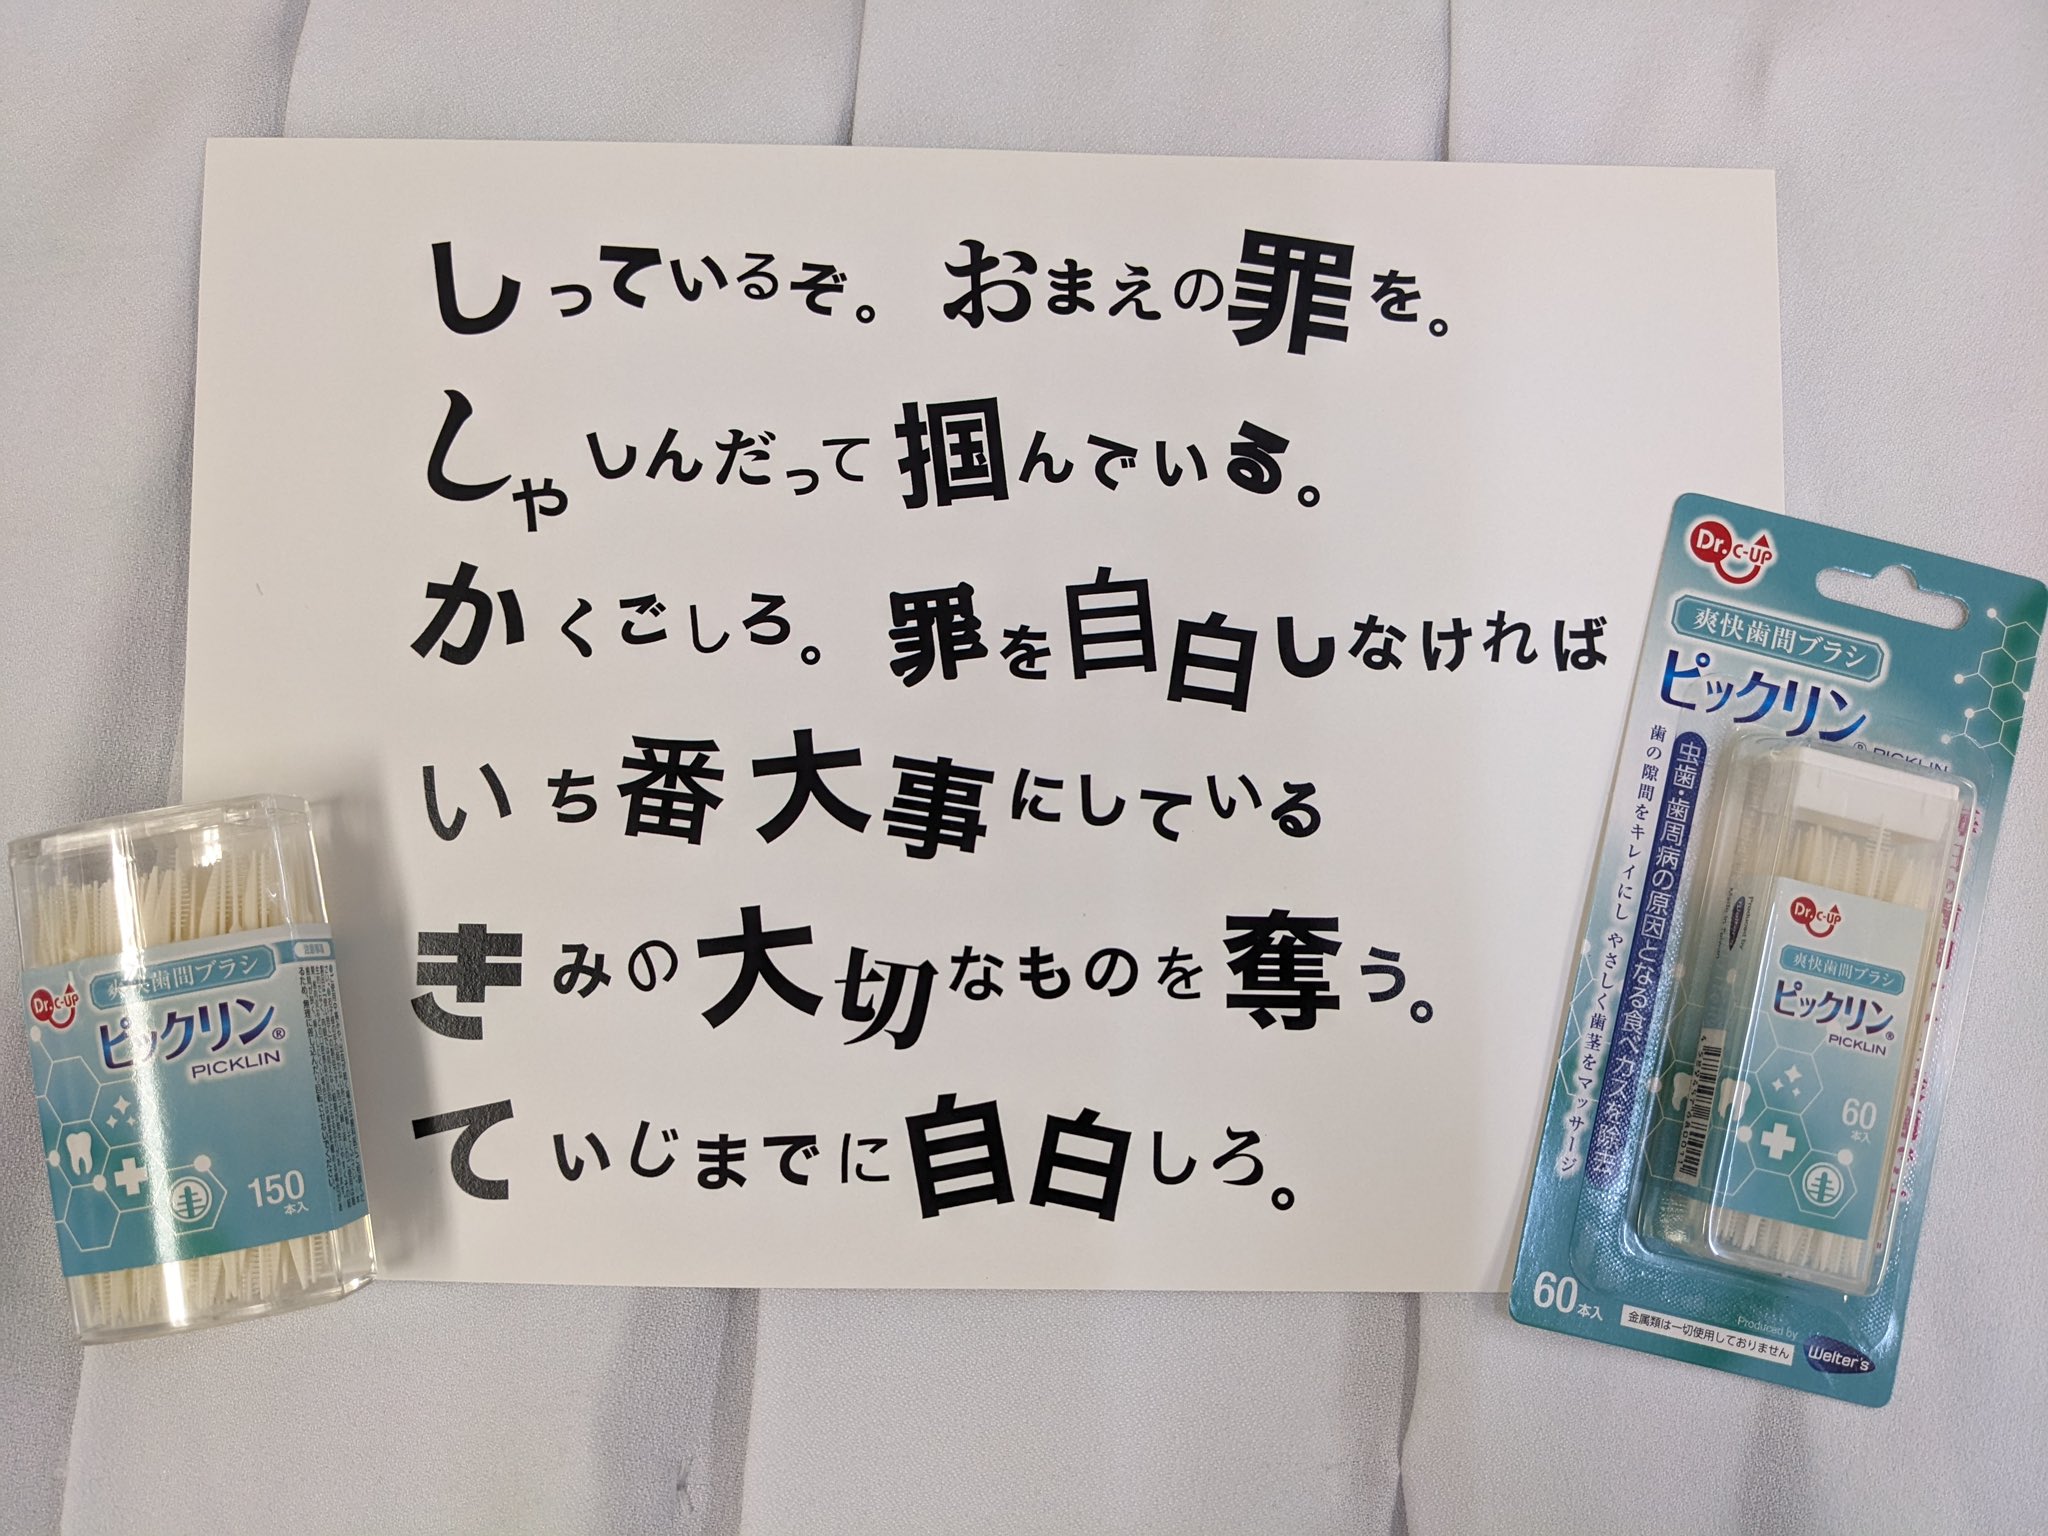 しっているぞ。おまえの罪を。
しゃしんだって掴んでいる。
かくごしろ。罪を自白しなければ
いち番大事にしている
きみの大切なものを奪う。
ていじまでに自白しろ。
Dr.C-UP
爽快歯間ブラシ
ピックリン®
PICKLIN
150本入
注意事項
Dr.C-UP
爽快歯間ブラシ
ピックリン
® PICKLIN
虫歯・歯周病の原因となる食べカスを除去
歯の隙間をキレイにし やさしく歯茎をマッサージ
Dr.C-UP
爽快歯間ブラシ
ピックリン®
PICKLIN
60本入
60本入
金属類は一切使用しておりません
Produced by
Welter's